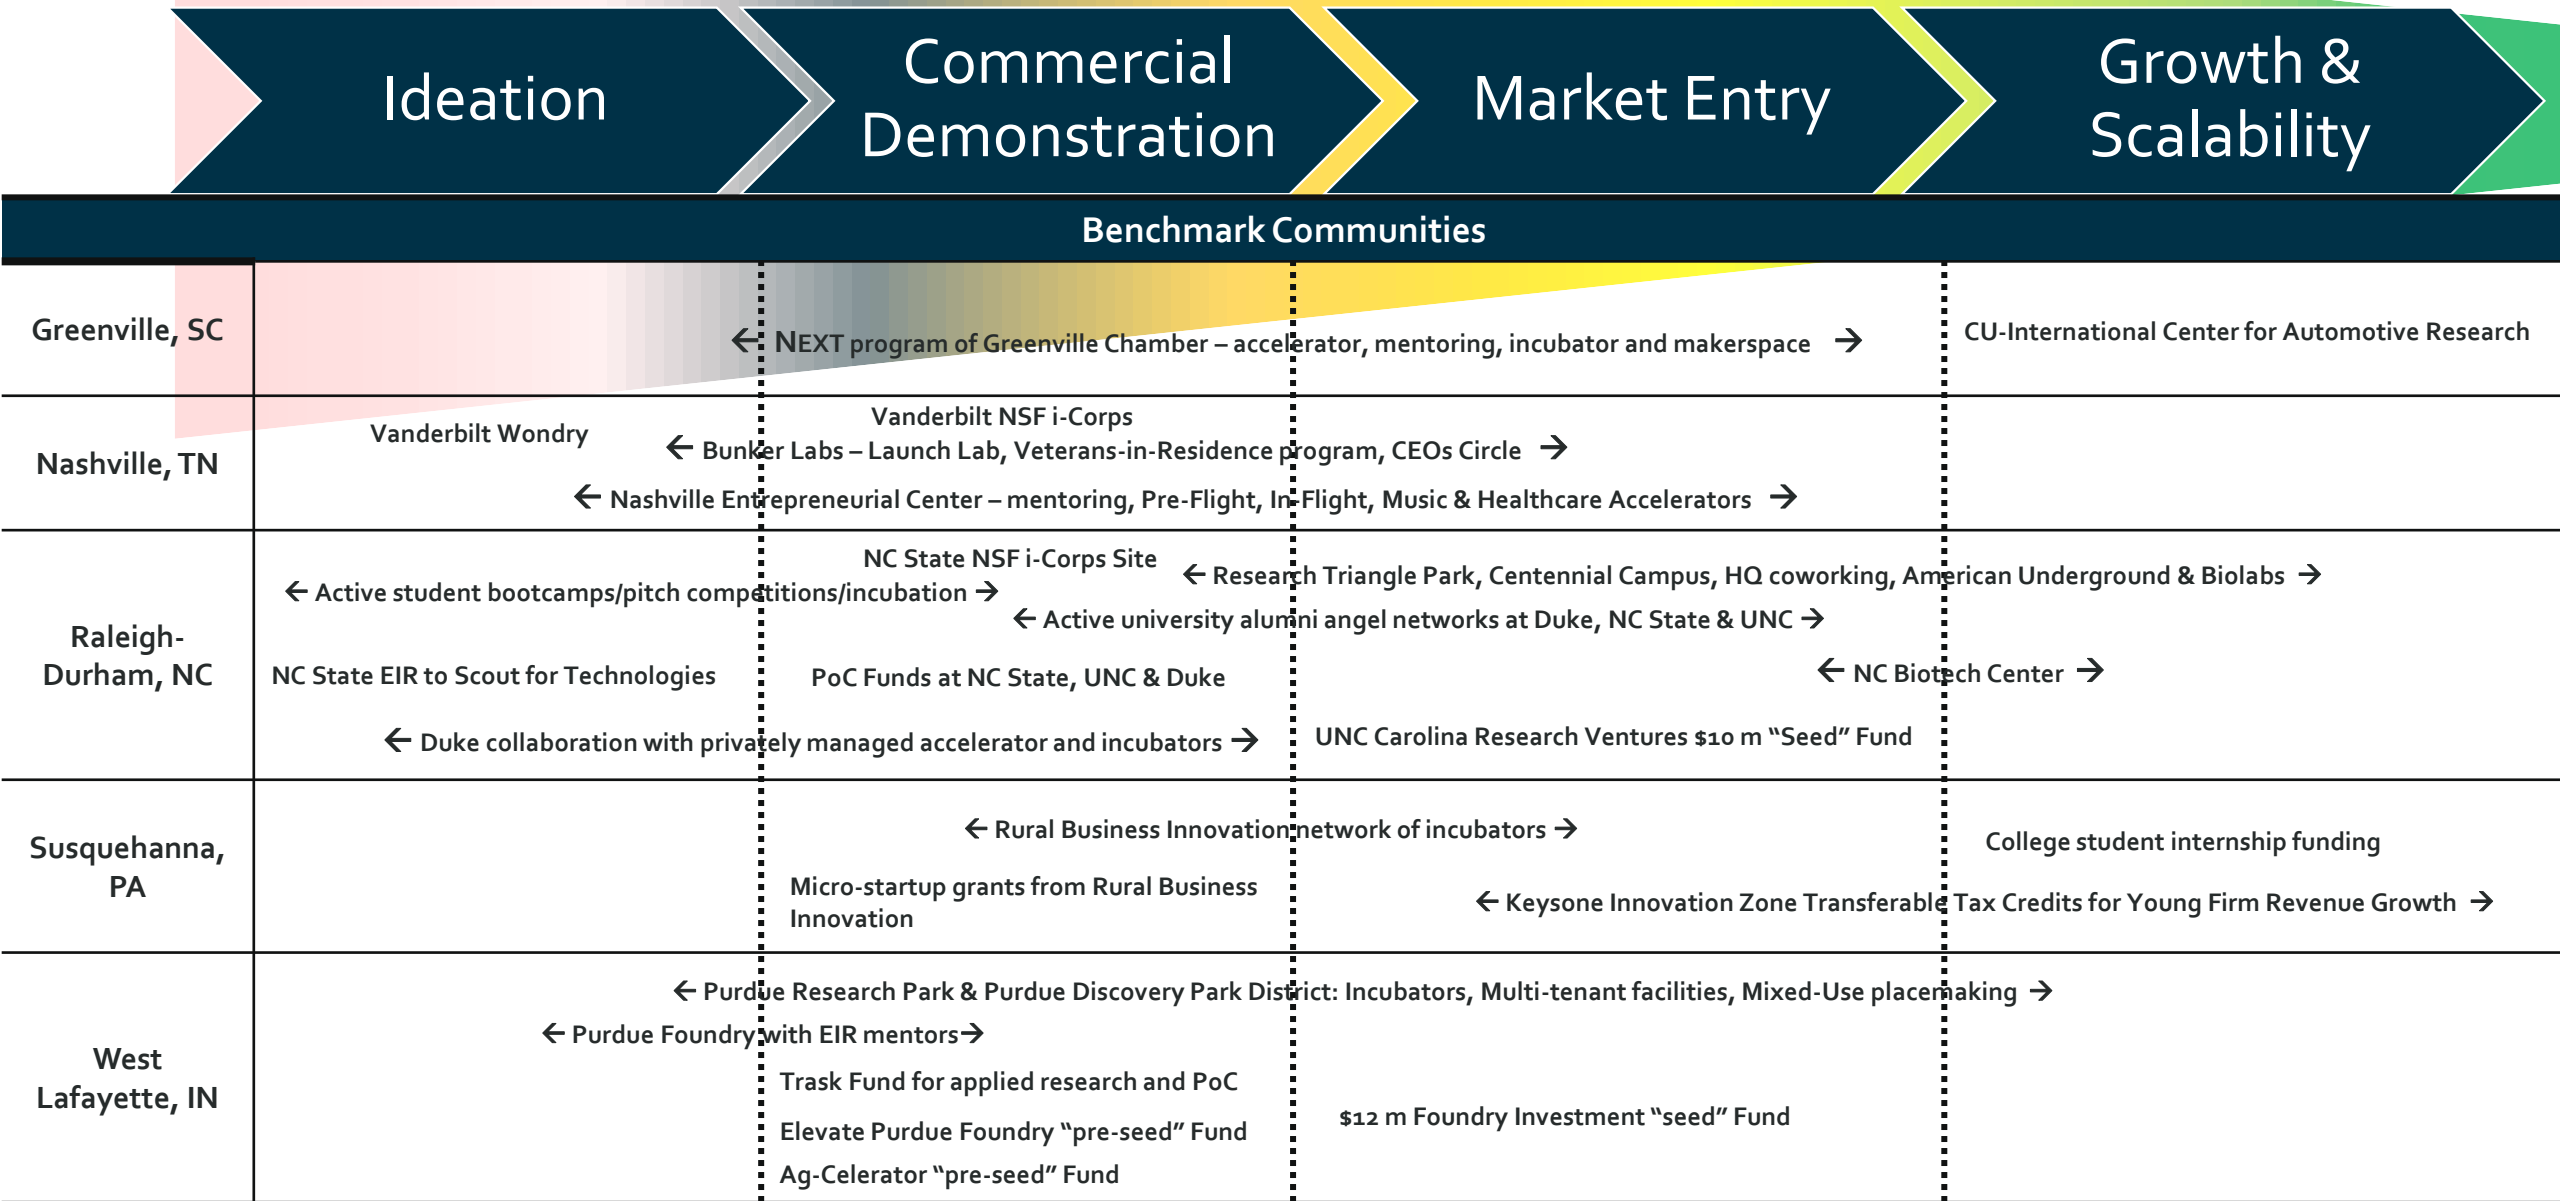 Ideation
Commercial
Demonstration
Market Entry
Growth &
Scalability
Benchmark Communities
Greenville, SC
← NEXT program of Greenville Chamber – accelerator, mentoring, incubator and makerspace →
CU-International Center for Automotive Research
Nashville, TN
Vanderbilt Wondry
Vanderbilt NSF i-Corps
← Bunker Labs – Launch Lab, Veterans-in-Residence program, CEOs Circle →
← Nashville Entrepreneurial Center – mentoring, Pre-Flight, In-Flight, Music & Healthcare Accelerators →
Raleigh-
Durham, NC
NC State NSF i-Corps Site
← Research Triangle Park, Centennial Campus, HQ coworking, American Underground & Biolabs →
← Active student bootcamps/pitch competitions/incubation →
← Active university alumni angel networks at Duke, NC State & UNC →
NC State EIR to Scout for Technologies
PoC Funds at NC State, UNC & Duke
← NC Biotech Center →
← Duke collaboration with privately managed accelerator and incubators →
UNC Carolina Research Ventures $10 m “Seed” Fund
Susquehanna,
PA
← Rural Business Innovation network of incubators →
College student internship funding
Micro-startup grants from Rural Business
Innovation
← Keysone Innovation Zone Transferable Tax Credits for Young Firm Revenue Growth →
West
Lafayette, IN
← Purdue Research Park & Purdue Discovery Park District: Incubators, Multi-tenant facilities, Mixed-Use placemaking →
← Purdue Foundry with EIR mentors→
Trask Fund for applied research and PoC
$12 m Foundry Investment “seed” Fund
Elevate Purdue Foundry “pre-seed” Fund
Ag-Celerator “pre-seed” Fund